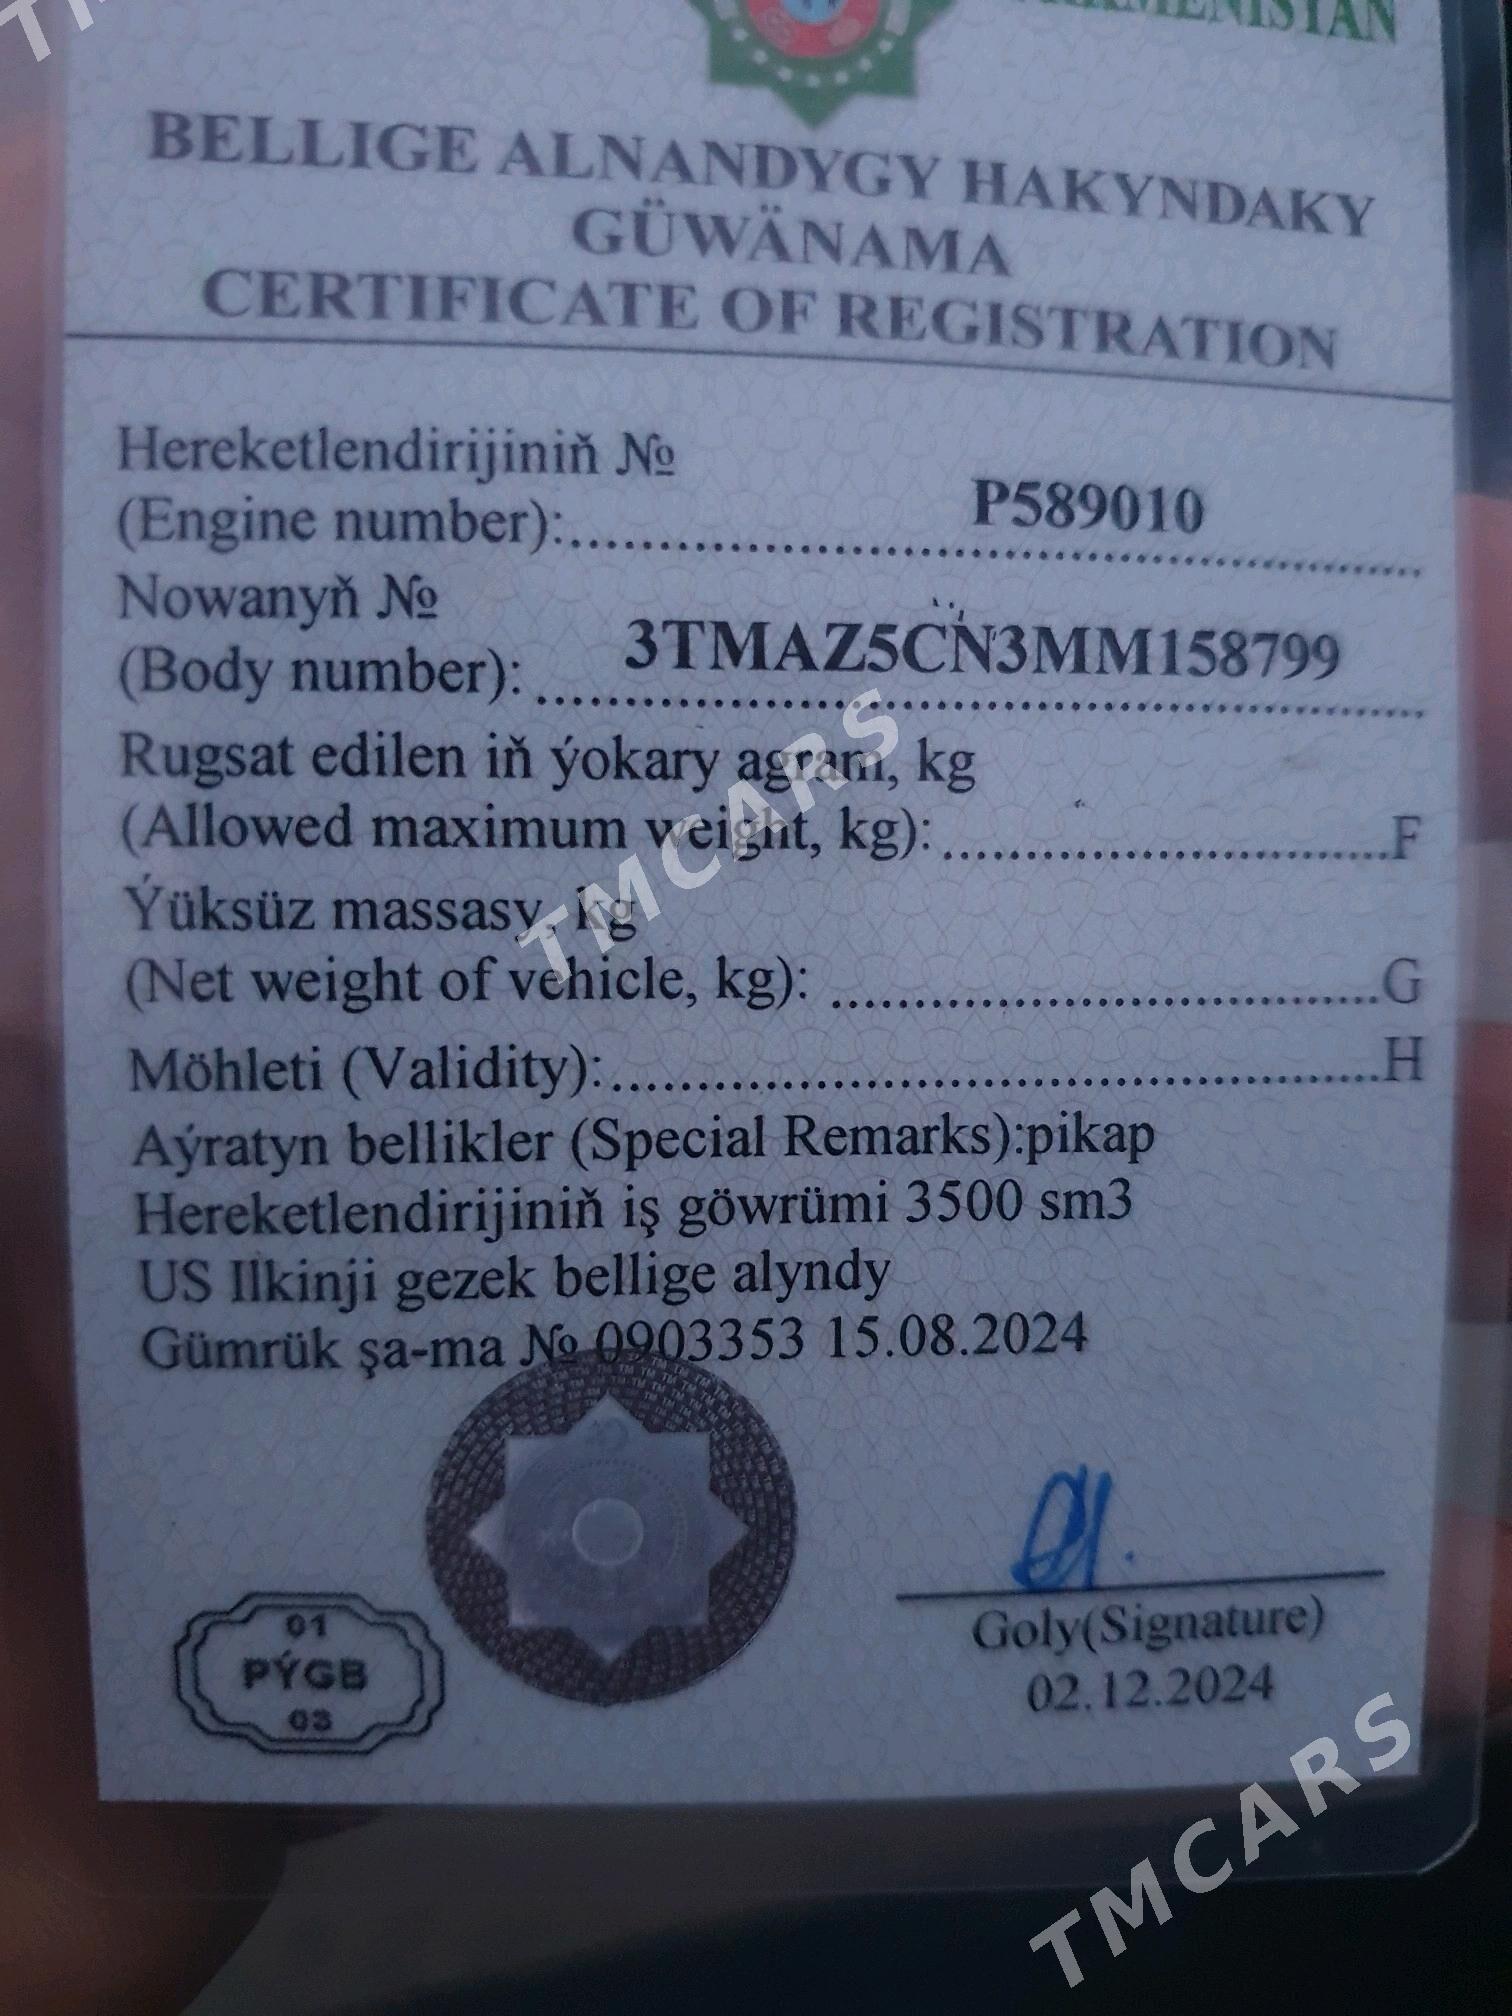 BELLIGE ALNANDYGY HAKYNDAKY
GÜWÄNAMA
CERTIFICATE OF REGISTRATION
Hereketlendirijiniň №
(Engine number): P589010
Nowanyň №
(Body number): 3TMAZ5CN3MM158799
Rugsat edilen iň ýokary agram, kg
(Allowed maximum weight, kg): F
Ýüksüz massasy, kg
(Net weight of vehicle, kg): G
Möhleti (Validity): H
Aýratyn bellikler (Special Remarks):pikap
Hereketlendirijiniň iş göwrümi 3500 sm3
US Ilkinji gezek bellige alyndy
Gümrük şa-ma № 0903353 15.08.2024
01
PÝGB
03
Goly(Signature)
02.12.2024
TMCARS
TMCARS